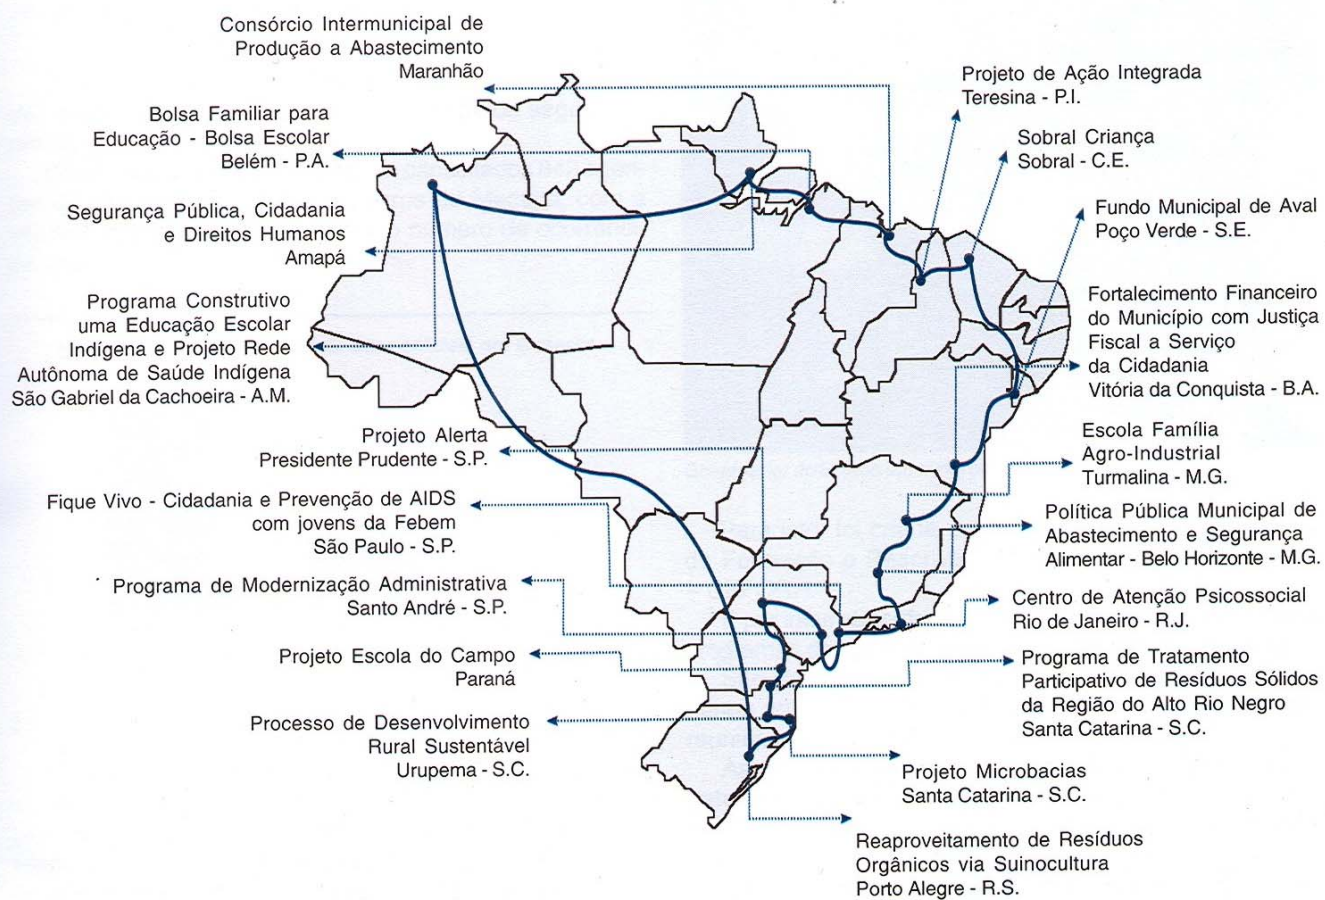 Consórcio Intermunicipal de
Produção a Abastecimento
Maranhão
Bolsa Familiar para
Educação - Bolsa Escolar
Belém - P.A.
Segurança Pública, Cidadania
e Direitos Humanos
Amapá
Programa Construtivo
uma Educação Escolar
Indígena e Projeto Rede
Autônoma de Saúde Indígena
São Gabriel da Cachoeira - A.M.
Projeto Alerta
Presidente Prudente - S.P.
Fique Vivo - Cidadania e Prevenção de AIDS
com jovens da Febem
São Paulo - S.P.
Programa de Modernização Administrativa
Santo André - S.P.
Projeto Escola do Campo
Paraná
Processo de Desenvolvimento
Rural Sustentável
Urupema - S.C.
Projeto de Ação Integrada
Teresina - P.I.
Sobral Criança
Sobral - C.E.
Fundo Municipal de Aval
Poço Verde - S.E.
Fortalecimento Financeiro
do Município com Justiça
Fiscal a Serviço
da Cidadania
Vitória da Conquista - B.A.
Escola Família
Agro-Industrial
Turmalina - M.G.
Política Pública Municipal de
Abastecimento e Segurança
Alimentar - Belo Horizonte - M.G.
Centro de Atenção Psicossocial
Rio de Janeiro - R.J.
Programa de Tratamento
Participativo de Resíduos Sólidos
da Região do Alto Rio Negro
Santa Catarina - S.C.
Projeto Microbacias
Santa Catarina - S.C.
Reaproveitamento de Resíduos
Orgânicos via Suinocultura
Porto Alegre - R.S.